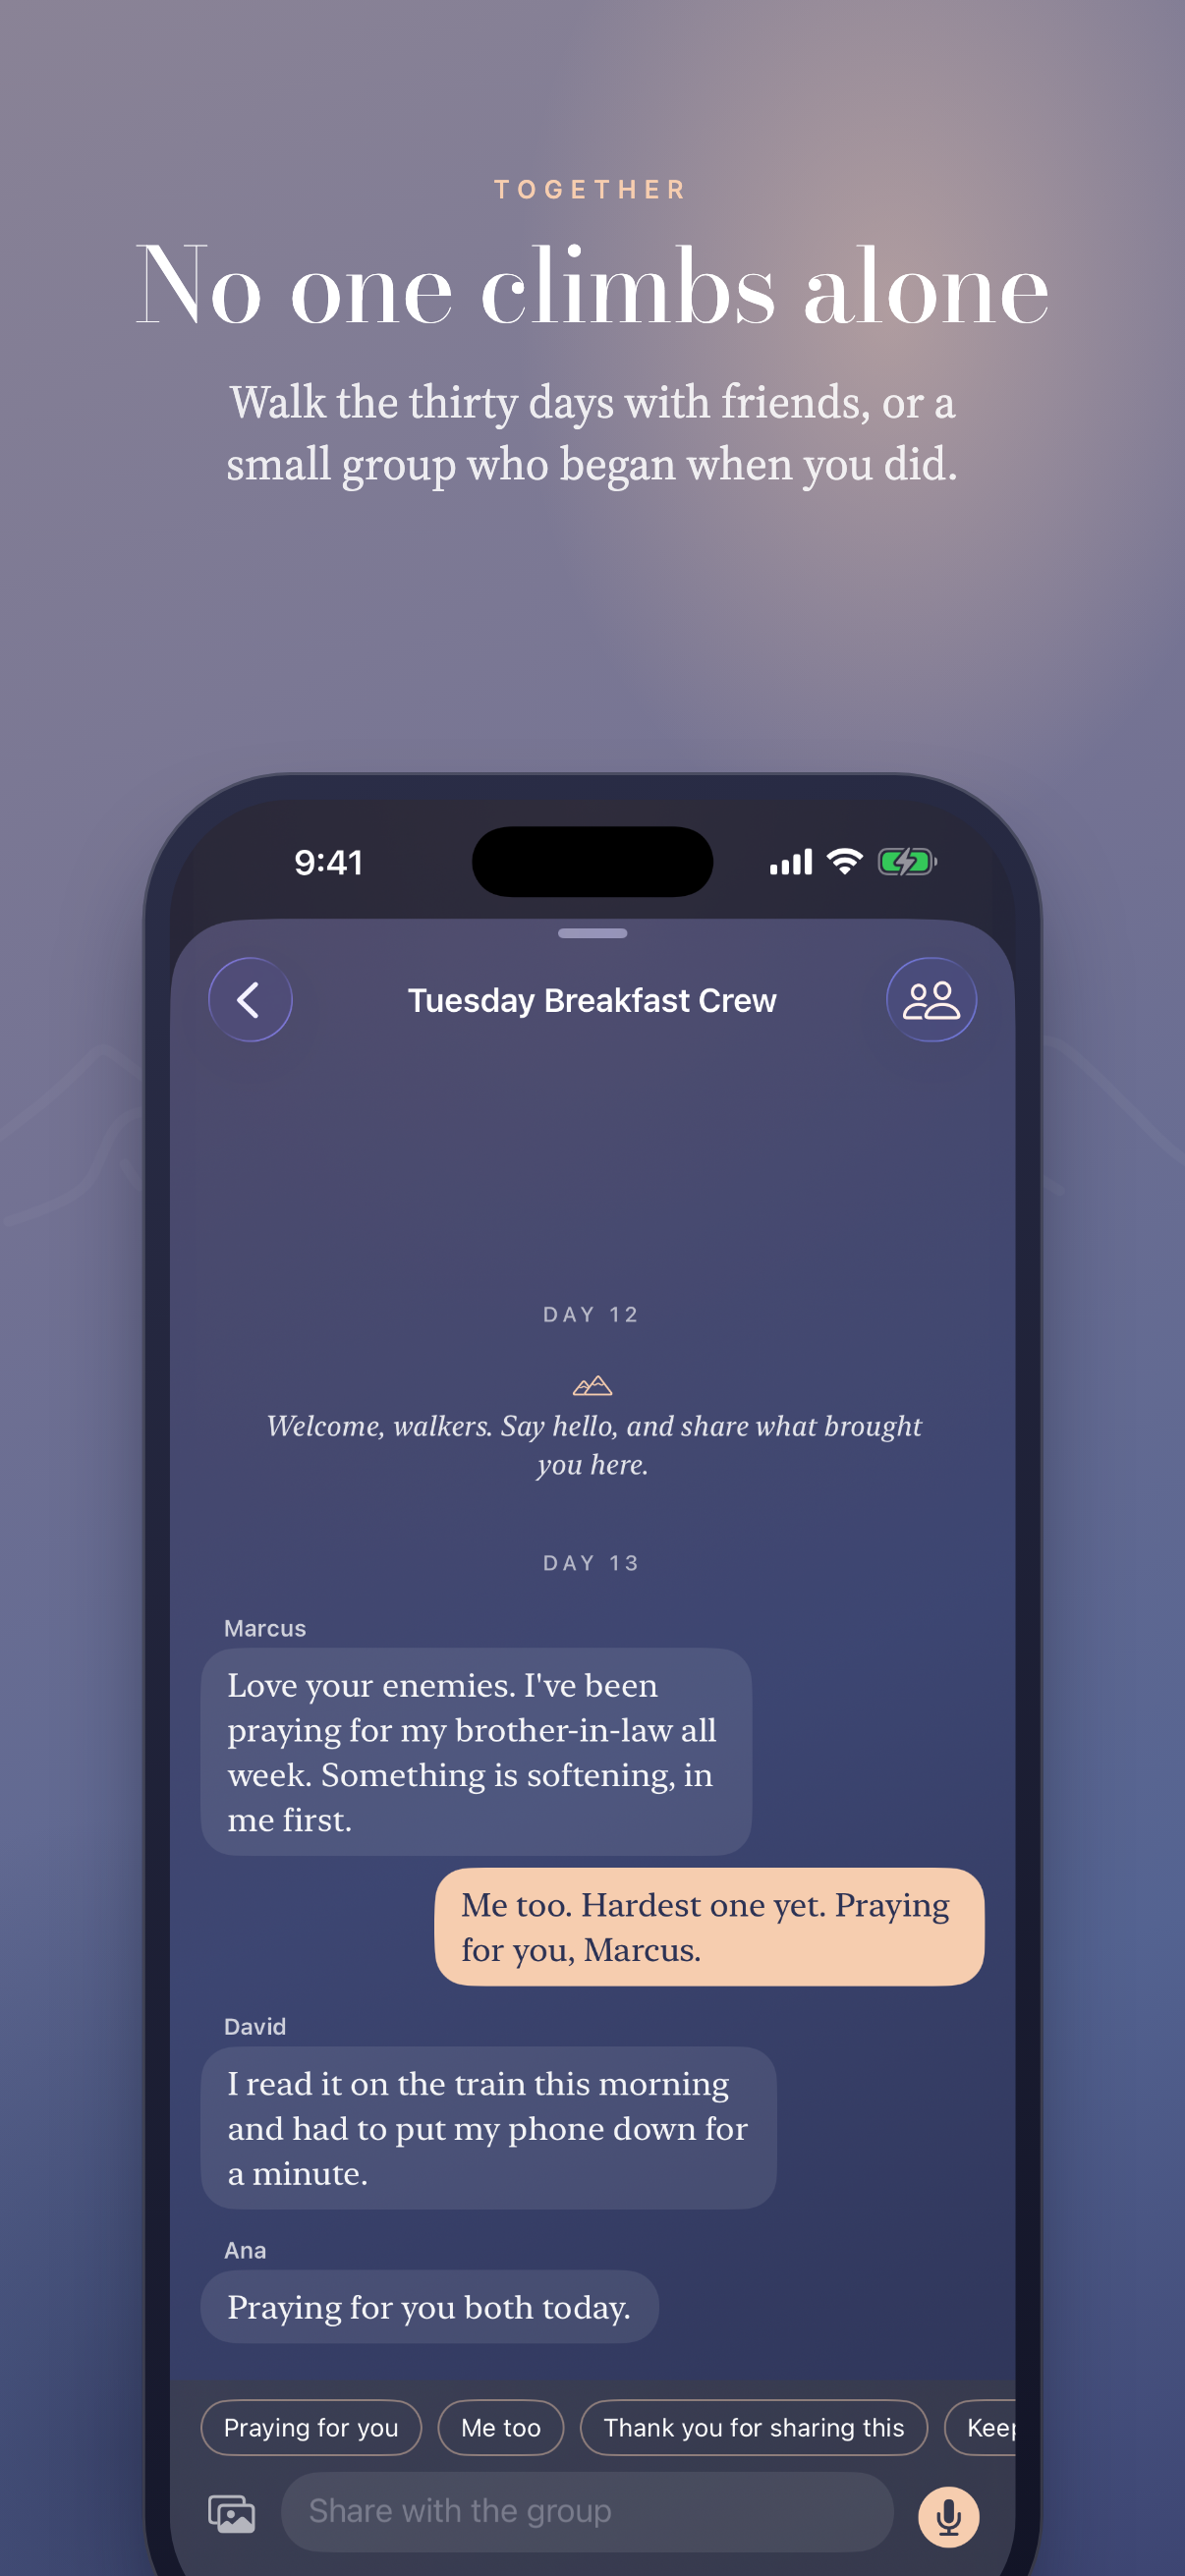 TOGETHER
No one climbs alone
Walk the thirty days with friends, or a
small group who began when you did.
9:41
Tuesday Breakfast Crew
DAY 12
Welcome, walkers. Say hello, and share what brought
you here.
DAY 13
Marcus
Love your enemies. I've been
praying for my brother-in-law all
week. Something is softening, in
me first.
Me too. Hardest one yet. Praying
for you, Marcus.
David
I read it on the train this morning
and had to put my phone down for
a minute.
Ana
Praying for you both today.
Praying for you
Me too
Thank you for sharing this
Share with the group